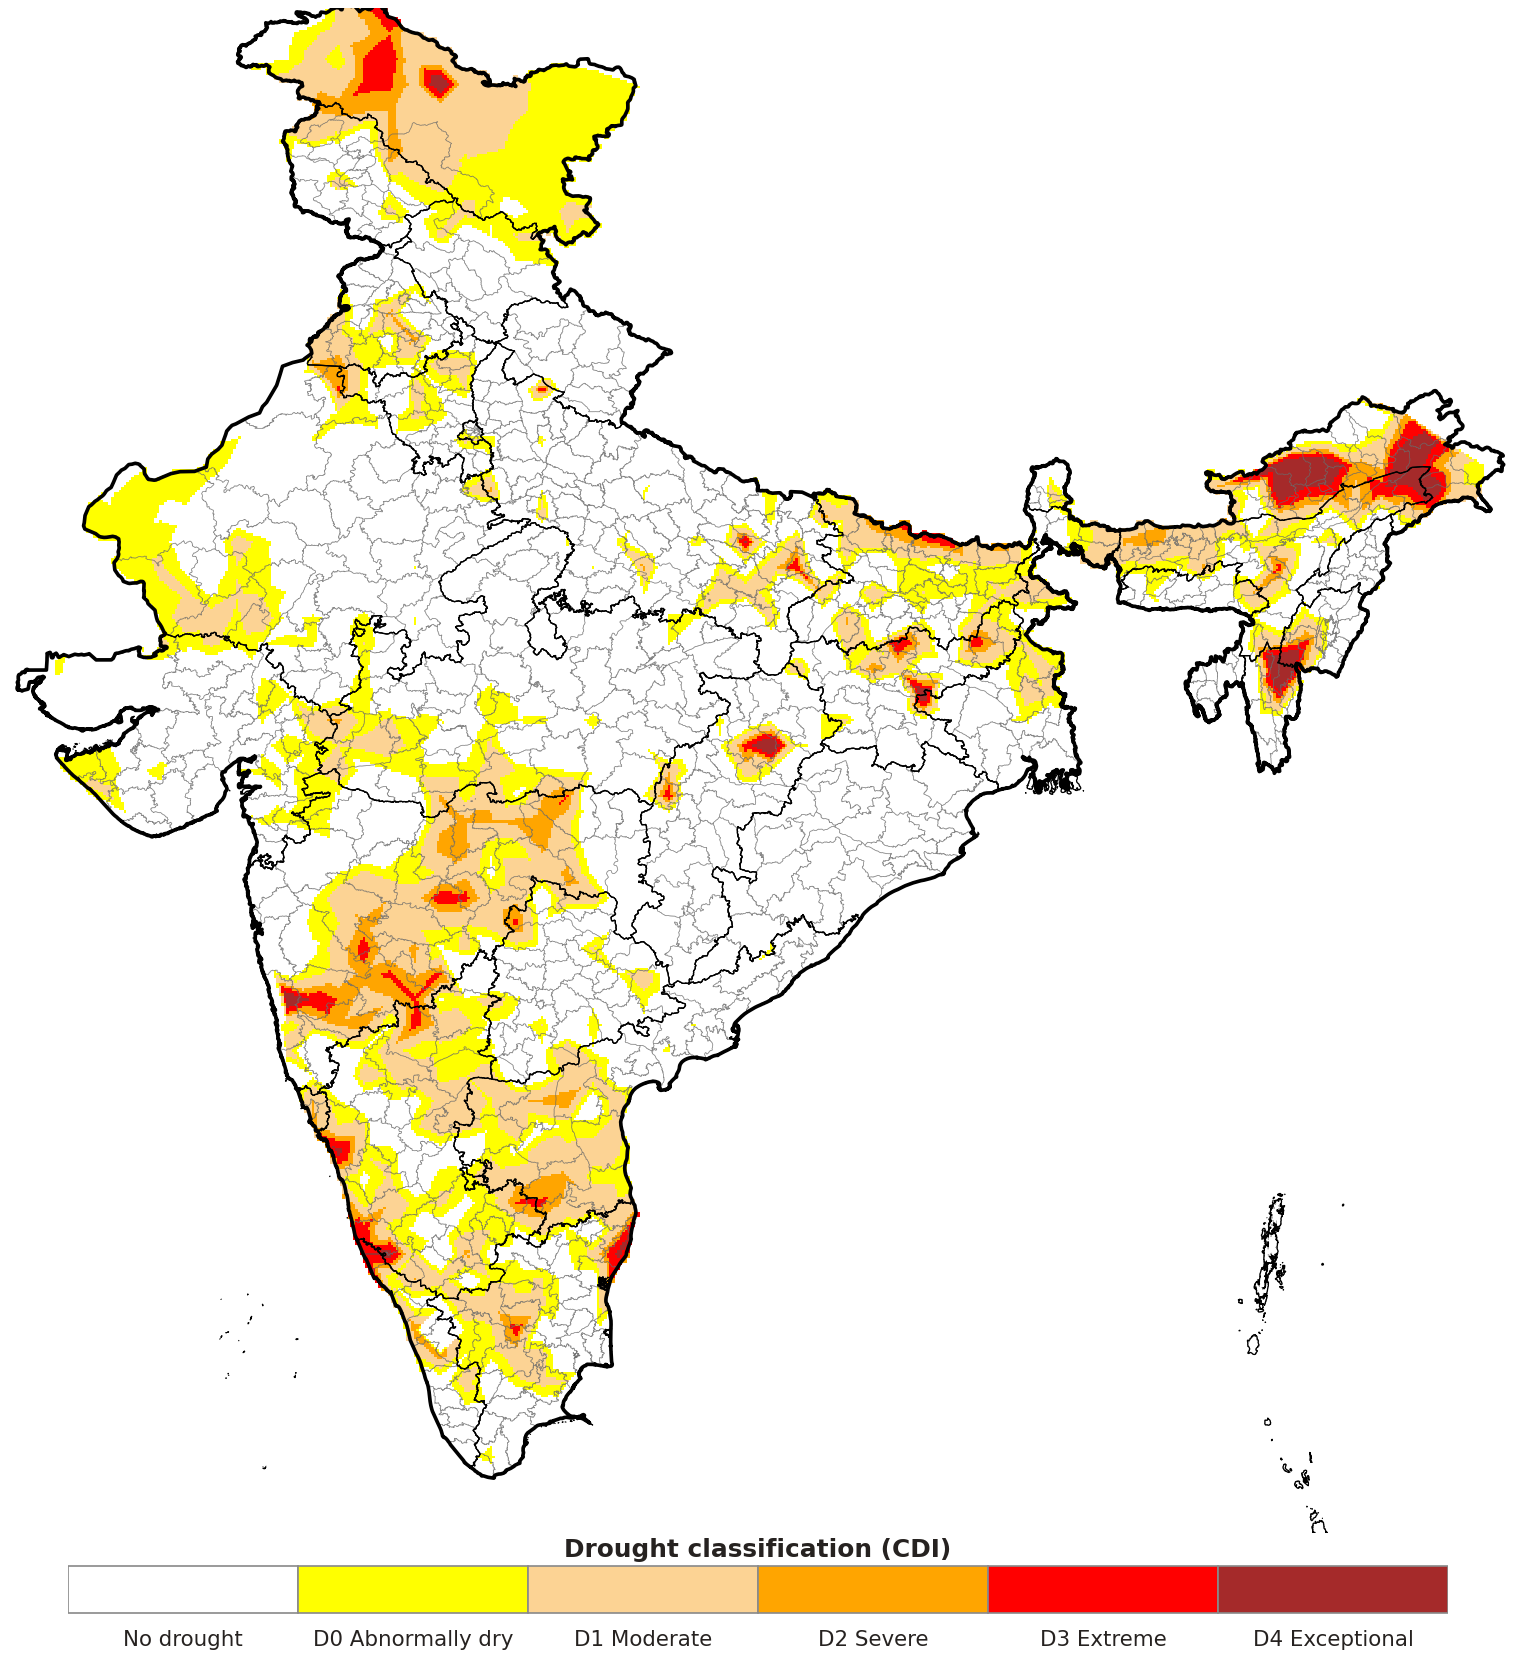 Drought classification (CDI)
No drought
D0 Abnormally dry
D1 Moderate
D2 Severe
D3 Extreme
D4 Exceptional